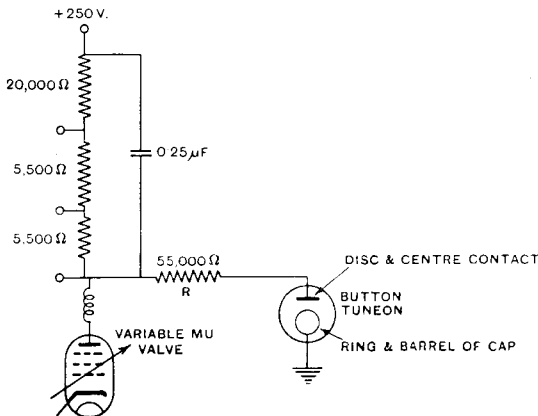 +250 V.
20,000 Ω
5,500 Ω
0·25 µF
5,500 Ω
55,000 Ω
R
DISC & CENTRE CONTACT
BUTTON
TUNEON
RING & BARREL OF CAP
VARIABLE MU
VALVE